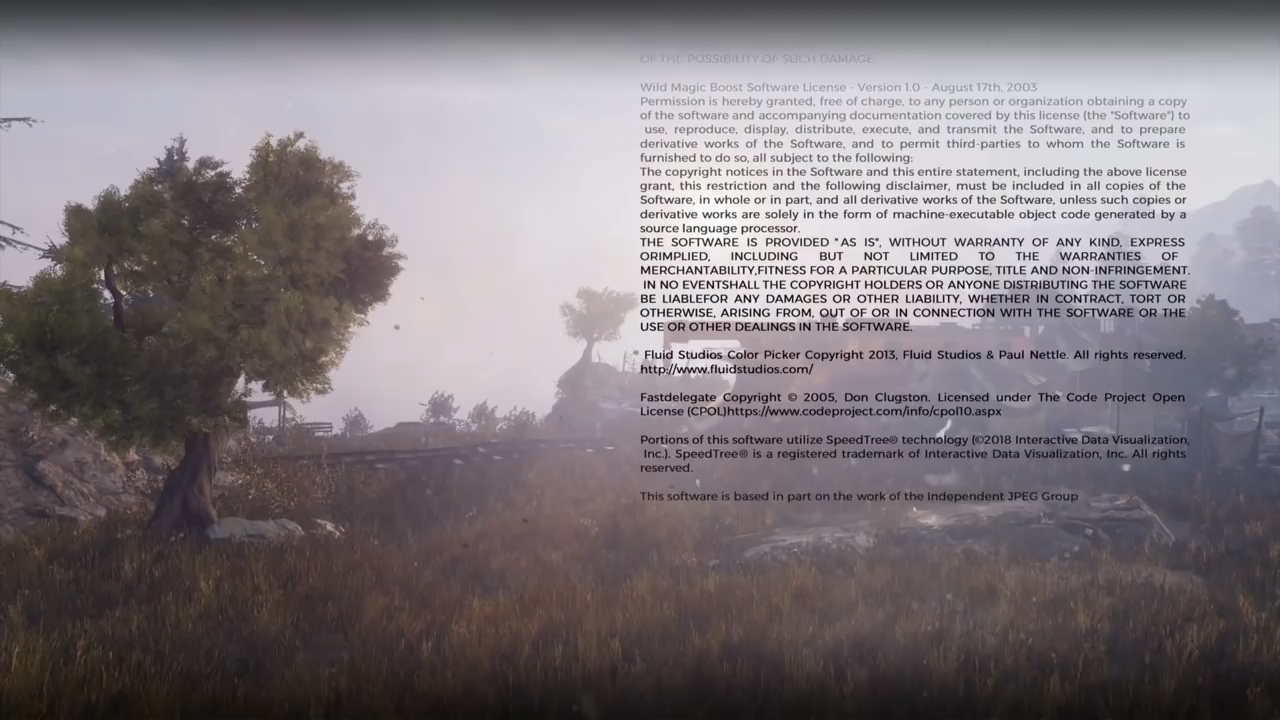 OF THE POSSIBILITY OF SUCH DAMAGE
Wild Magic Boost Software License - Version 1.0 - August 17th, 2003
Permission is hereby granted, free of charge, to any person or organization obtaining a copy
of the software and accompanying documentation covered by this license (the "Software") to
use, reproduce, display, distribute, execute, and transmit the Software, and to prepare
derivative works of the Software, and to permit third-parties to whom the Software is
furnished to do so, all subject to the following:
The copyright notices in the Software and this entire statement, including the above license
grant, this restriction and the following disclaimer, must be included in all copies of the
Software, in whole or in part, and all derivative works of the Software, unless such copies or
derivative works are solely in the form of machine-executable object code generated by a
source language processor.
THE SOFTWARE IS PROVIDED "AS IS", WITHOUT WARRANTY OF ANY KIND, EXPRESS
ORIMPLIED, INCLUDING BUT NOT LIMITED TO THE WARRANTIES OF
MERCHANTABILITY,FITNESS FOR A PARTICULAR PURPOSE, TITLE AND NON-INFRINGEMENT.
IN NO EVENTSHALL THE COPYRIGHT HOLDERS OR ANYONE DISTRIBUTING THE SOFTWARE
BE LIABLEFOR ANY DAMAGES OR OTHER LIABILITY, WHETHER IN CONTRACT, TORT OR
OTHERWISE, ARISING FROM, OUT OF OR IN CONNECTION WITH THE SOFTWARE OR THE
USE OR OTHER DEALINGS IN THE SOFTWARE.
Fluid Studios Color Picker Copyright 2013, Fluid Studios & Paul Nettle. All rights reserved.
http://www.fluidstudios.com/
Fastdelegate Copyright © 2005, Don Clugston. Licensed under The Code Project Open
License (CPOL)https://www.codeproject.com/info/cpol10.aspx
Portions of this software utilize SpeedTree® technology (©2018 Interactive Data Visualization,
Inc.). SpeedTree® is a registered trademark of Interactive Data Visualization, Inc. All rights
reserved.
This software is based in part on the work of the Independent JPEG Group